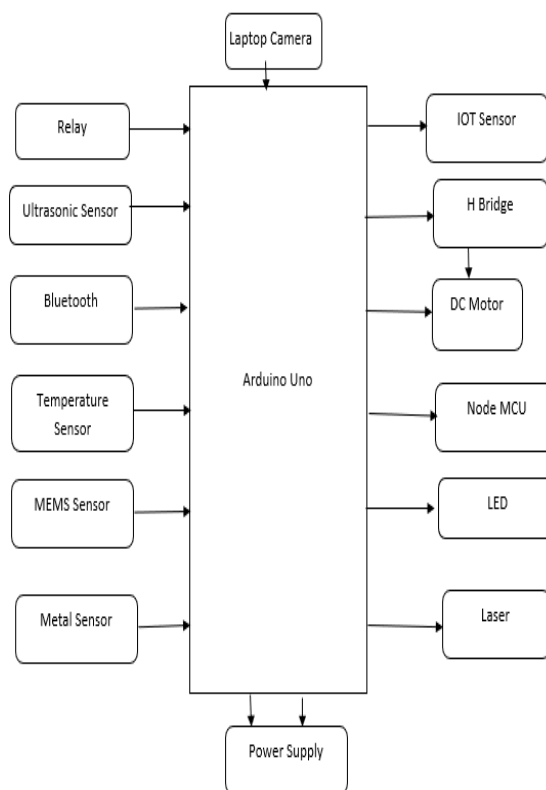 Laptop Camera
Relay
Ultrasonic Sensor
Bluetooth
Temperature
Sensor
MEMS Sensor
Metal Sensor
Arduino Uno
IOT Sensor
H Bridge
DC Motor
Node MCU
LED
Laser
Power Supply